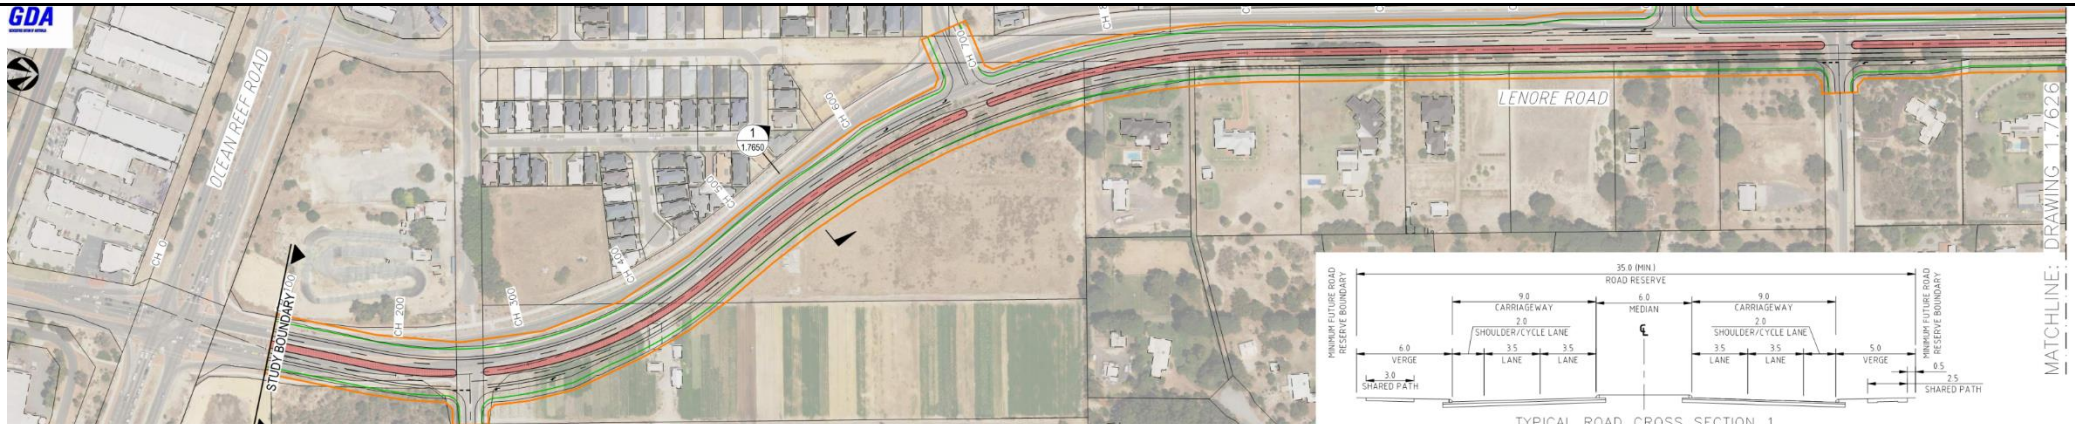 GDA
OCEAN REEF ROAD
CH 0
STUDY BOUNDARY
100
CH 200
CH 300
CH 400
CH 500
CH 600
CH 700
1
1.7650
LENORE ROAD
MATCHLINE: DRAWING 1.7626
35.0 (MIN.)
ROAD RESERVE
MINIMUM FUTURE ROAD
RESERVE BOUNDARY
9.0
CARRIAGEWAY
6.0
MEDIAN
9.0
CARRIAGEWAY
MINIMUM FUTURE ROAD
RESERVE BOUNDARY
2.0
SHOULDER/CYCLE LANE
2.0
SHOULDER/CYCLE LANE
6.0
VERGE
3.5
LANE
3.5
LANE
3.5
LANE
3.5
LANE
5.0
VERGE
3.0
SHARED PATH
0.5
2.5
SHARED PATH
TYPICAL ROAD CROSS SECTION 1